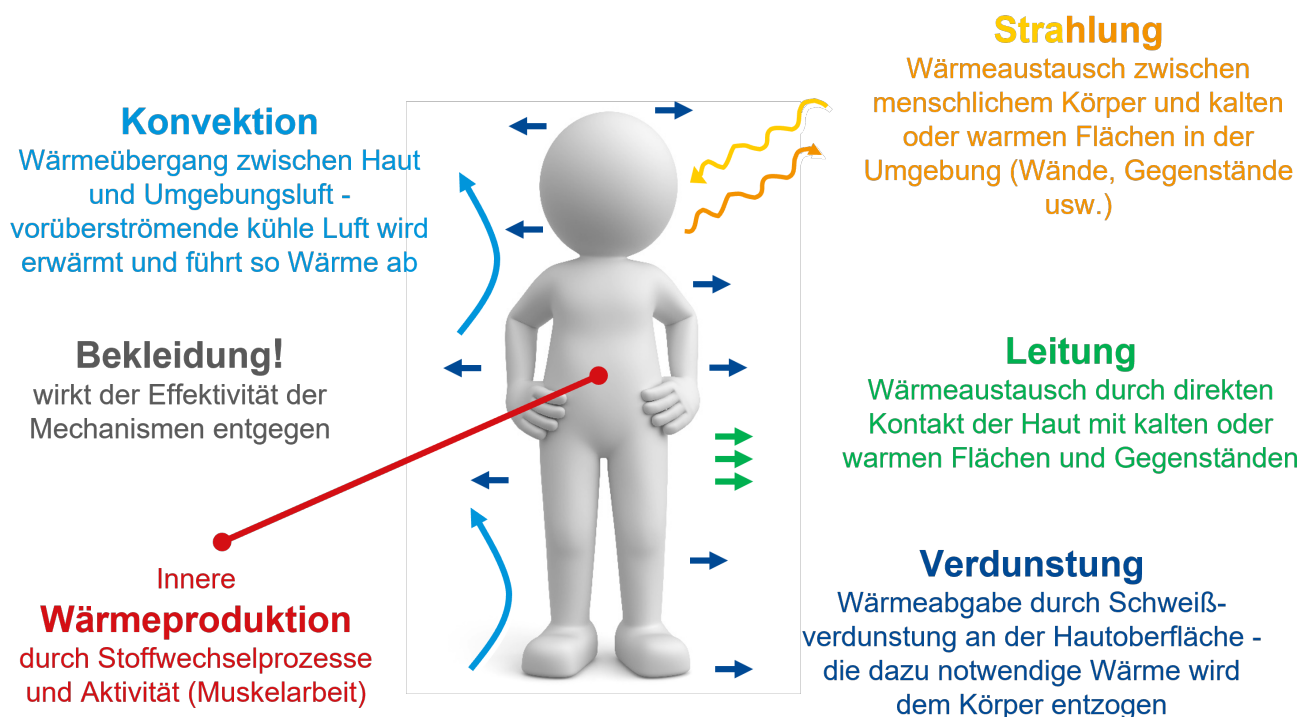 Konvektion
Wärmeübergang zwischen Haut
und Umgebungsluft -
vorüberströmende kühle Luft wird
erwärmt und führt so Wärme ab
Bekleidung!
wirkt der Effektivität der
Mechanismen entgegen
Innere
Wärmeproduktion
durch Stoffwechselprozesse
und Aktivität (Muskelarbeit)
Strahlung
Wärmeaustausch zwischen
menschlichem Körper und kalten
oder warmen Flächen in der
Umgebung (Wände, Gegenstände
usw.)
Leitung
Wärmeaustausch durch direkten
Kontakt der Haut mit kalten oder
warmen Flächen und Gegenständen
Verdunstung
Wärmeabgabe durch Schweiß-
verdunstung an der Hautoberfläche -
die dazu notwendige Wärme wird
dem Körper entzogen